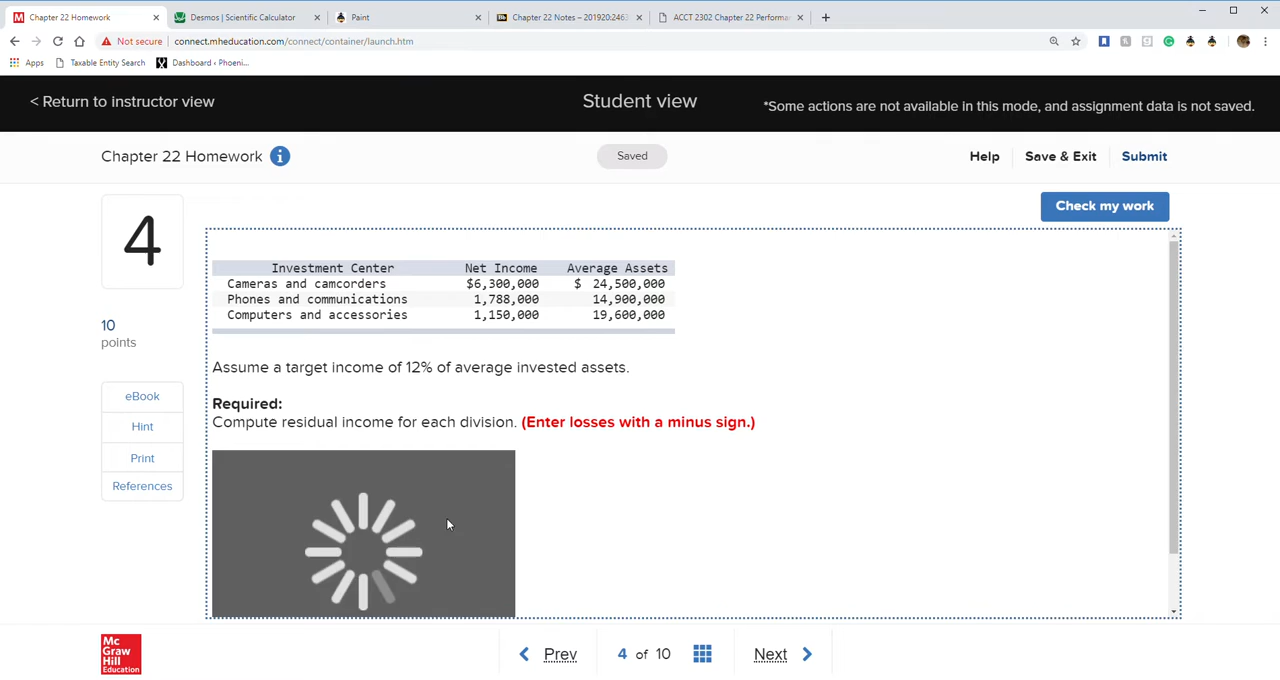 Chapter 22 Homework
Desmos | Scientific Calculator
Paint
Chapter 22 Notes – 201920:246
ACCT 2302 Chapter 22 Performa
Not secure | connect.mheducation.com/connect/container/launch.htm
Apps Taxable Entity Search Dashboard ‹ Phoeni...
< Return to instructor view
Student view
*Some actions are not available in this mode, and assignment data is not saved.
Chapter 22 Homework i
Saved
Help
Save & Exit
Submit
Check my work
4
10
points
eBook
Hint
Print
References
Investment Center Net Income Average Assets
Cameras and camcorders $6,300,000 $ 24,500,000
Phones and communications 1,788,000 14,900,000
Computers and accessories 1,150,000 19,600,000
Assume a target income of 12% of average invested assets.
Required:
Compute residual income for each division. (Enter losses with a minus sign.)
Mc
Graw
Hill
Education
Prev
4 of 10
Next